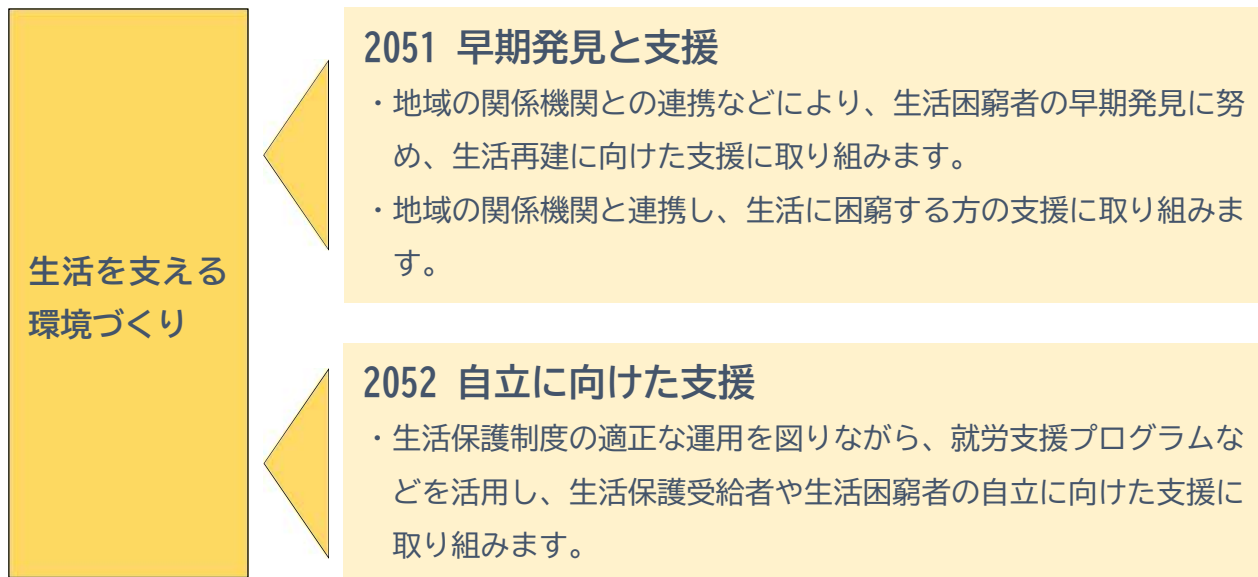 生活を支える
環境づくり
2051 早期発見と支援
・地域の関係機関との連携などにより、生活困窮者の早期発見に努
め、生活再建に向けた支援に取り組みます。
・地域の関係機関と連携し、生活に困窮する方の支援に取り組みま
す。
2052 自立に向けた支援
・生活保護制度の適正な運用を図りながら、就労支援プログラムな
どを活用し、生活保護受給者や生活困窮者の自立に向けた支援に
取り組みます。